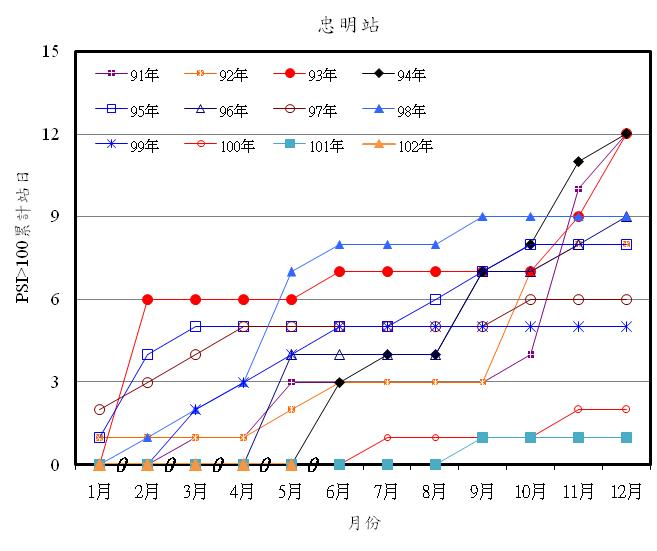 忠明站
15
91年 92年 93年 94年
95年 96年 97年 98年
99年 100年 101年 102年
12
9
6
3
0
PSI>100累計站日
0 0 0 0 0
1月 2月 3月 4月 5月 6月 7月 8月 9月 10月 11月 12月
月份